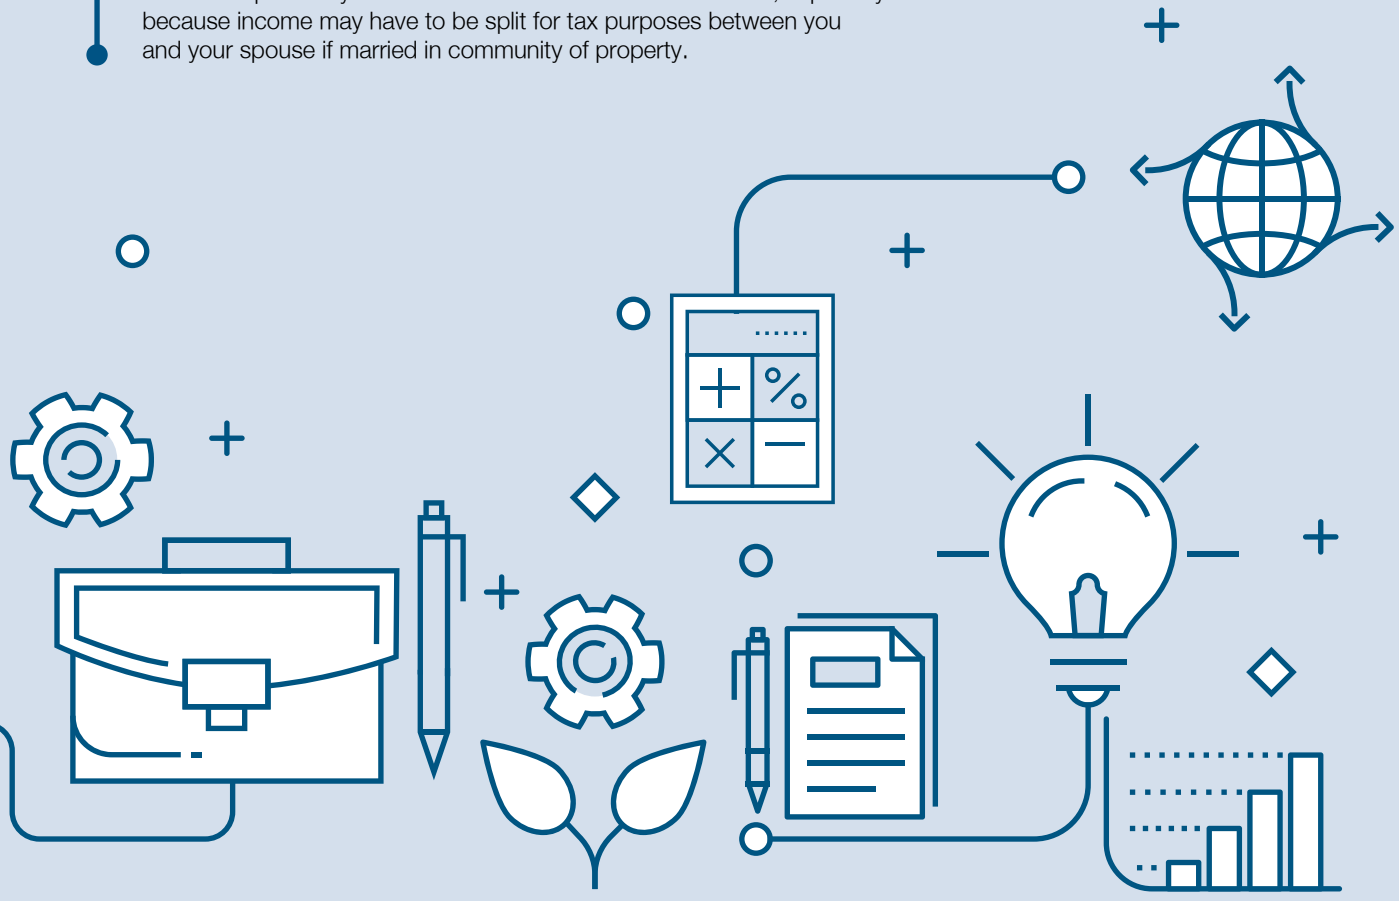 because income may have to be split for tax purposes between you
and your spouse if married in community of property.